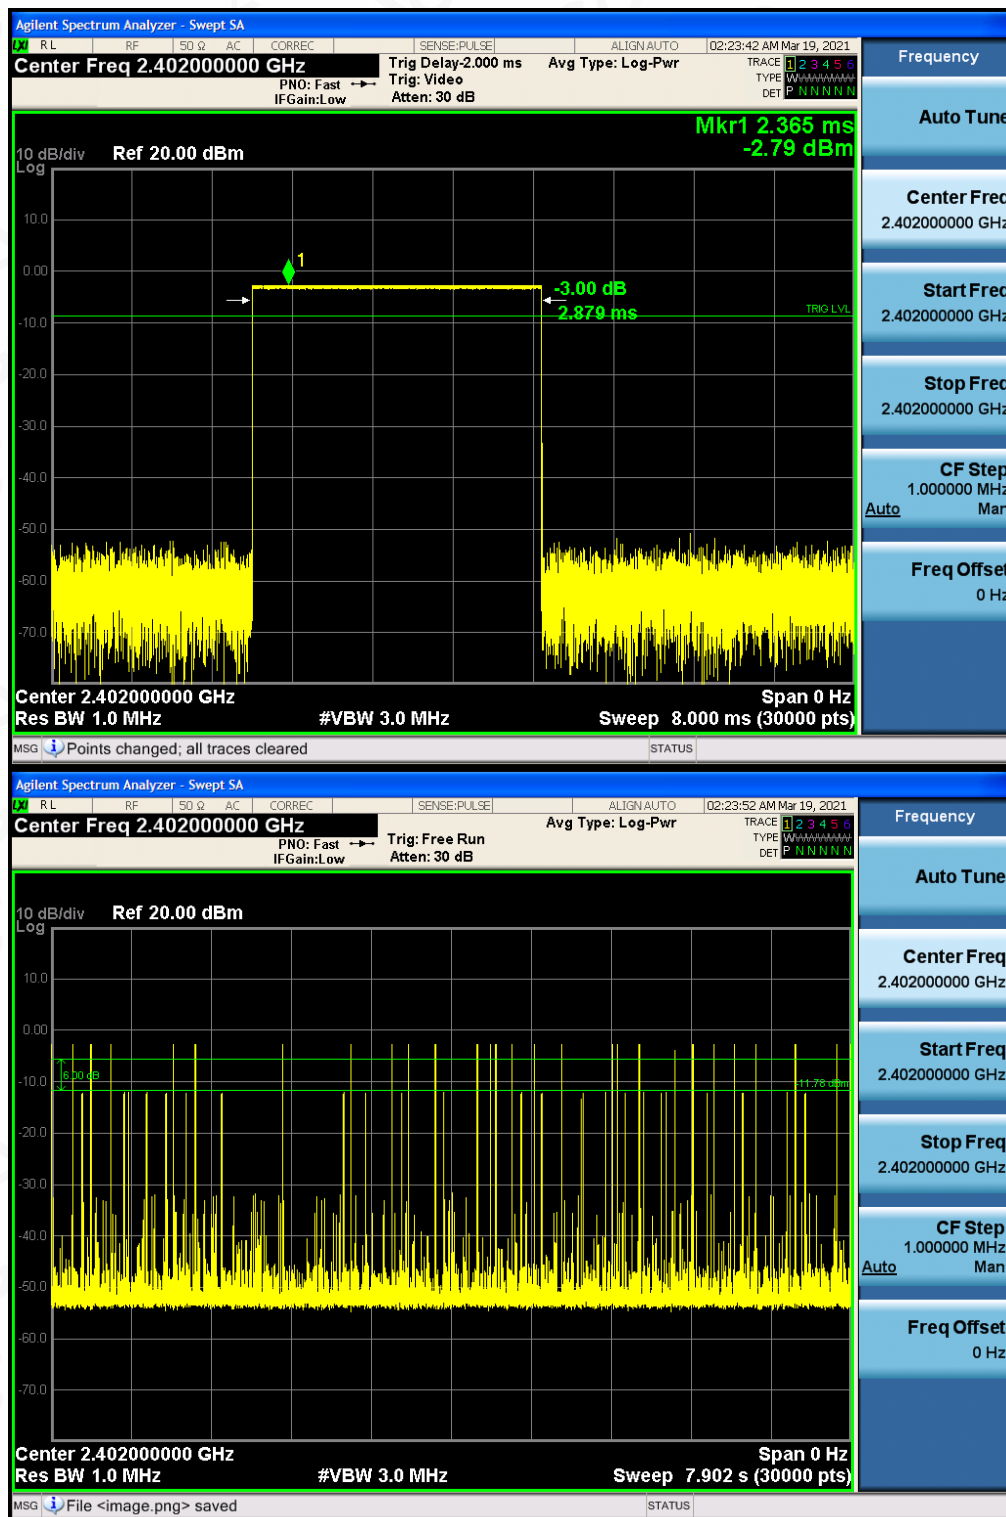 Agilent Spectrum Analyzer - Swept SA
LXI RL RF 50 Ω AC CORREC SENSE:PULSE ALIGN AUTO 02:23:42 AM Mar 19, 2021
Center Freq 2.402000000 GHz
PNO: Fast
IFGain:Low
Trig Delay-2.000 ms
Trig: Video
Atten: 30 dB
Avg Type: Log-Pwr
TRACE 1 2 3 4 5 6
TYPE W
DET P N N N N N
Mkr1 2.365 ms
-2.79 dBm
10 dB/div Ref 20.00 dBm
Log
10.0
0.00
-10.0
-20.0
-30.0
-40.0
-50.0
-60.0
-70.0
1
-3.00 dB
2.879 ms
TRIG LVL
Center 2.402000000 GHz Span 0 Hz
Res BW 1.0 MHz #VBW 3.0 MHz Sweep 8.000 ms (30000 pts)
MSG Points changed; all traces cleared STATUS
Frequency
Auto Tune
Center Freq
2.402000000 GHz
Start Freq
2.402000000 GHz
Stop Freq
2.402000000 GHz
CF Step
1.000000 MHz
Auto Man
Freq Offset
0 Hz
Agilent Spectrum Analyzer - Swept SA
LXI RL RF 50 Ω AC CORREC SENSE:PULSE ALIGN AUTO 02:23:52 AM Mar 19, 2021
Center Freq 2.402000000 GHz
PNO: Fast
IFGain:Low
Trig: Free Run
Atten: 30 dB
Avg Type: Log-Pwr
TRACE 1 2 3 4 5 6
TYPE W
DET P N N N N N
10 dB/div Ref 20.00 dBm
Log
10.0
0.00
-10.0
-20.0
-30.0
-40.0
-50.0
-60.0
-70.0
6.00 dB
-11.78 dBm
Center 2.402000000 GHz Span 0 Hz
Res BW 1.0 MHz #VBW 3.0 MHz Sweep 7.902 s (30000 pts)
MSG File <image.png> saved STATUS
Frequency
Auto Tune
Center Freq
2.402000000 GHz
Start Freq
2.402000000 GHz
Stop Freq
2.402000000 GHz
CF Step
1.000000 MHz
Auto Man
Freq Offset
0 Hz